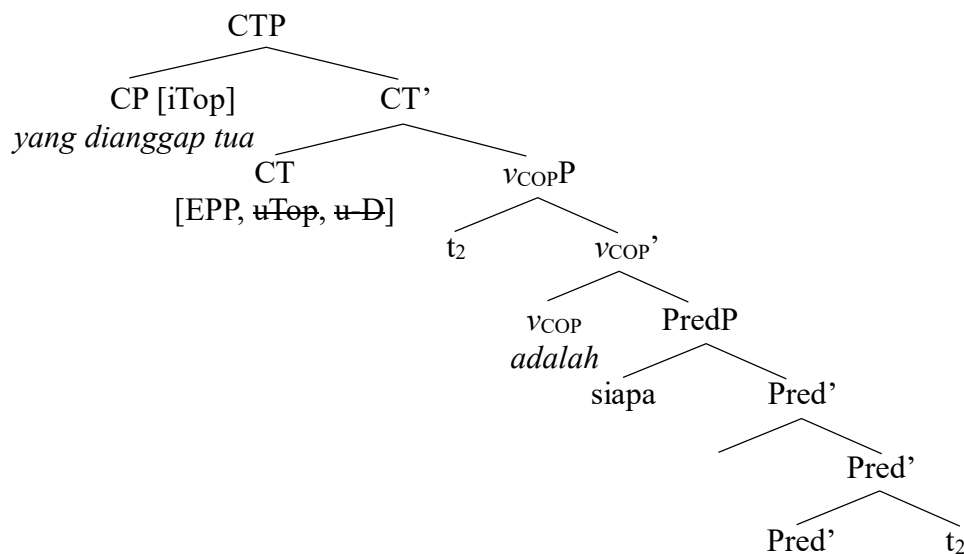 CTP
CP [iTop] CT’
yang dianggap tua
CT vCOPP
[EPP, uTop, u-D]
t2 vCOP’
vCOP PredP
adalah
siapa Pred’
Pred’
Pred’ t2